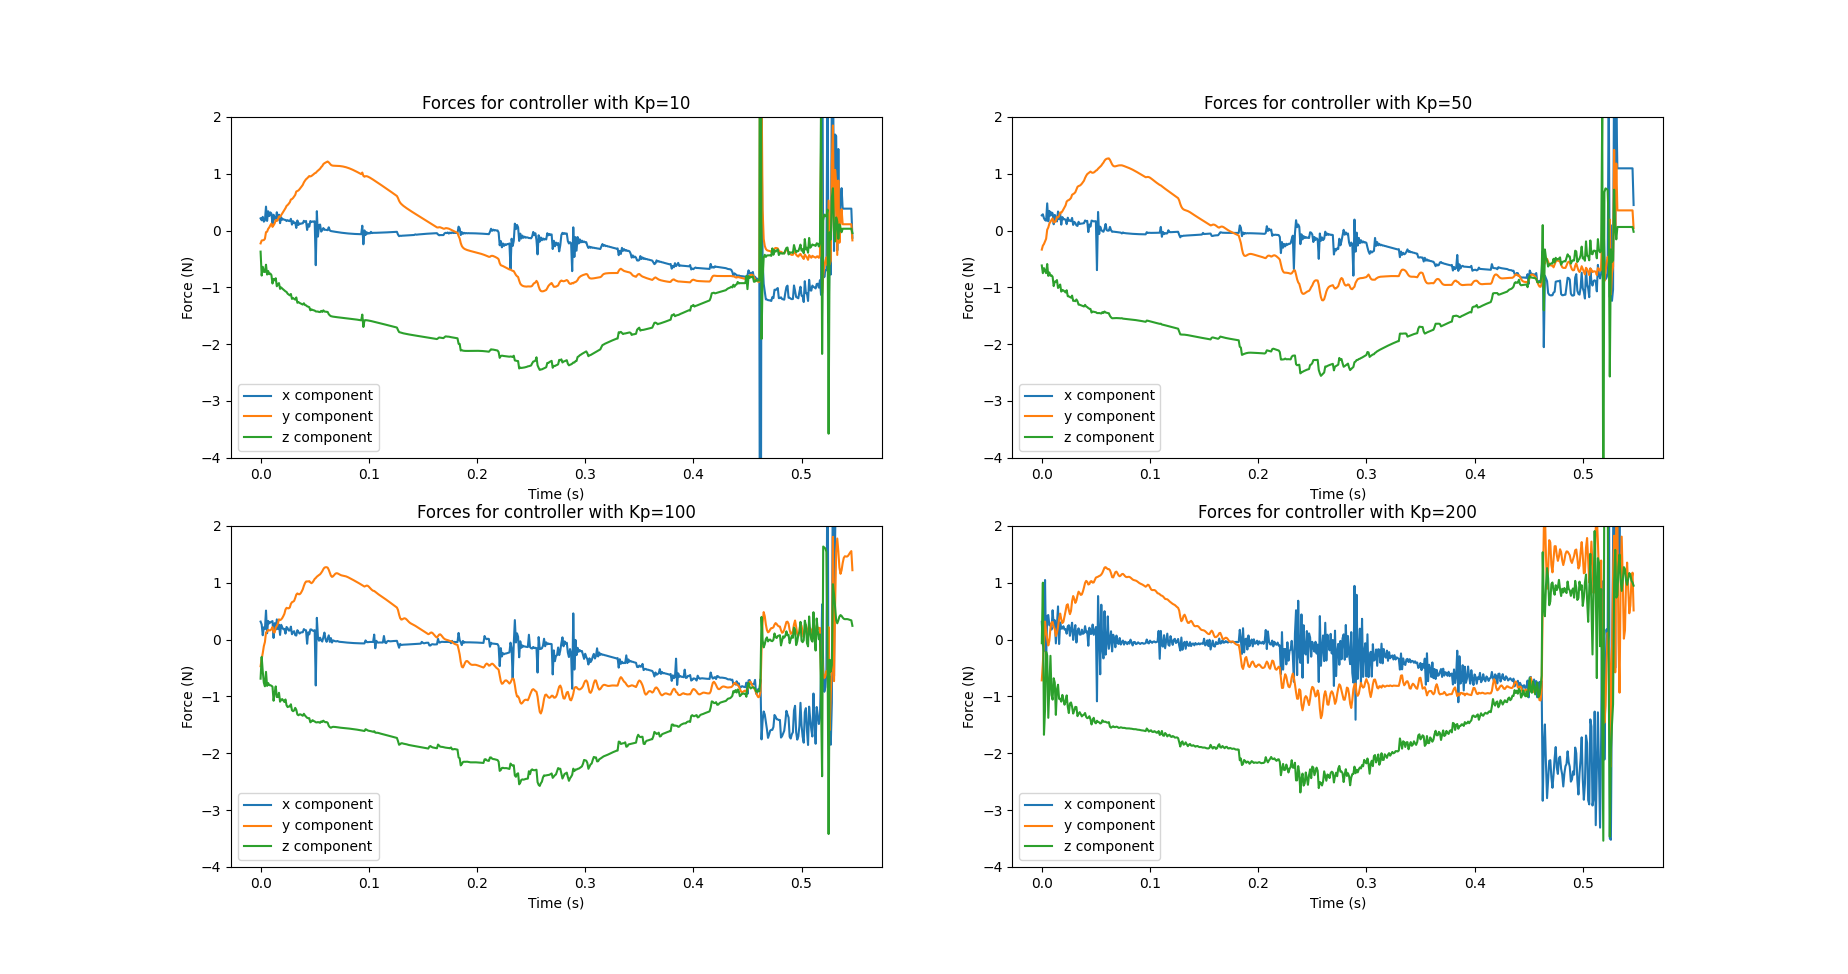 Forces for controller with Kp=10
2
1
0
−1
−2
−3
−4
Force (N)
x component
y component
z component
0.0 0.1 0.2 0.3 0.4 0.5
Time (s)
Forces for controller with Kp=50
2
1
0
−1
−2
−3
−4
Force (N)
x component
y component
z component
0.0 0.1 0.2 0.3 0.4 0.5
Time (s)
Forces for controller with Kp=100
2
1
0
−1
−2
−3
−4
Force (N)
x component
y component
z component
0.0 0.1 0.2 0.3 0.4 0.5
Time (s)
Forces for controller with Kp=200
2
1
0
−1
−2
−3
−4
Force (N)
x component
y component
z component
0.0 0.1 0.2 0.3 0.4 0.5
Time (s)